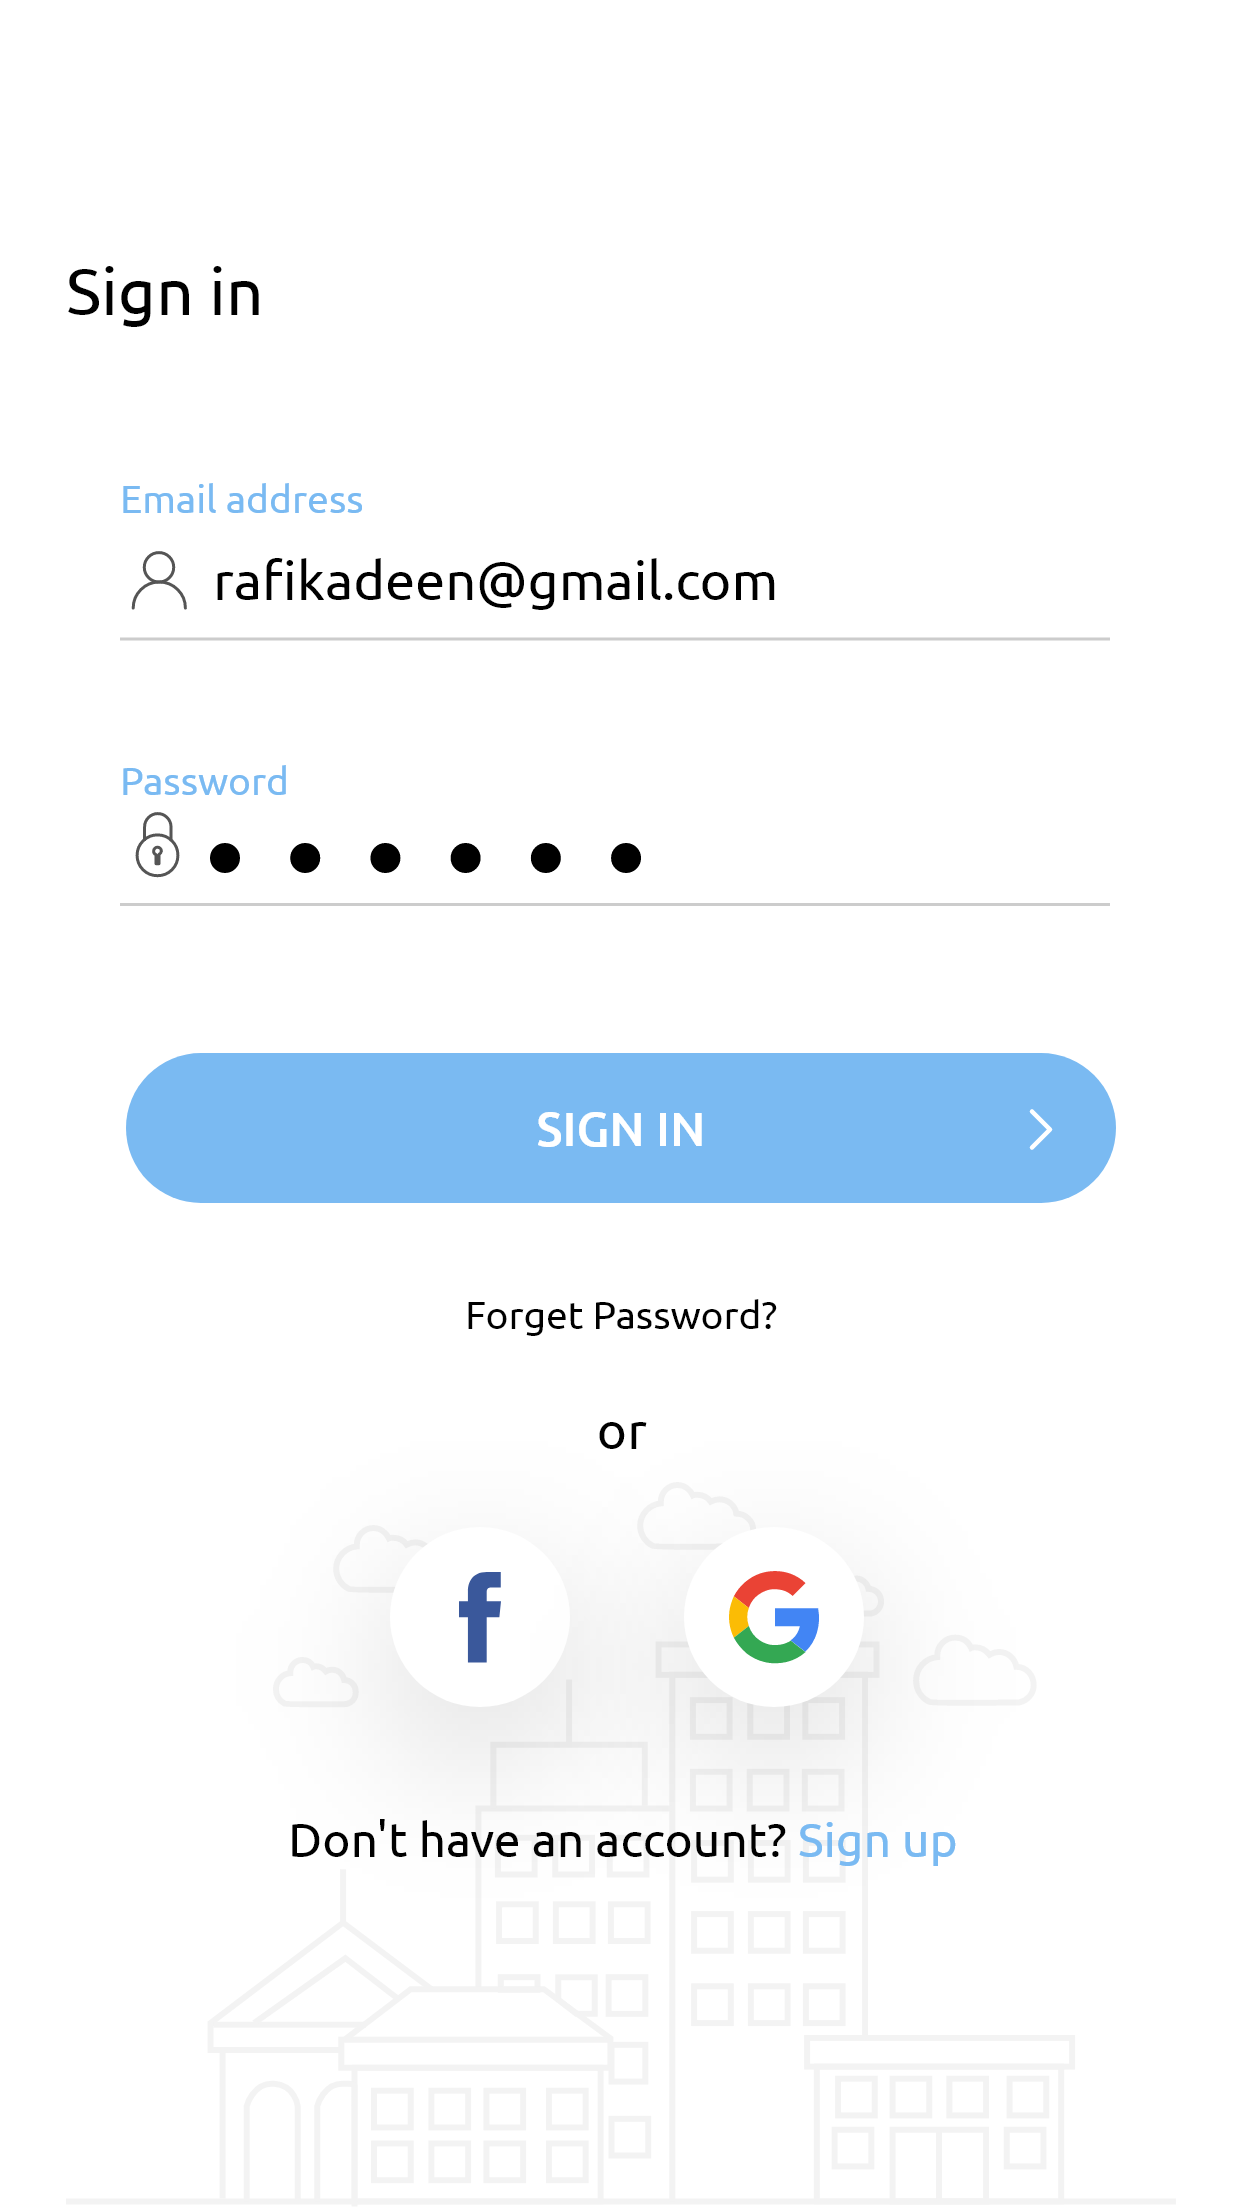 Sign in
Email address
rafikadeen@gmail.com
Password
SIGN IN
Forget Password?
or
Don't have an account? Sign up